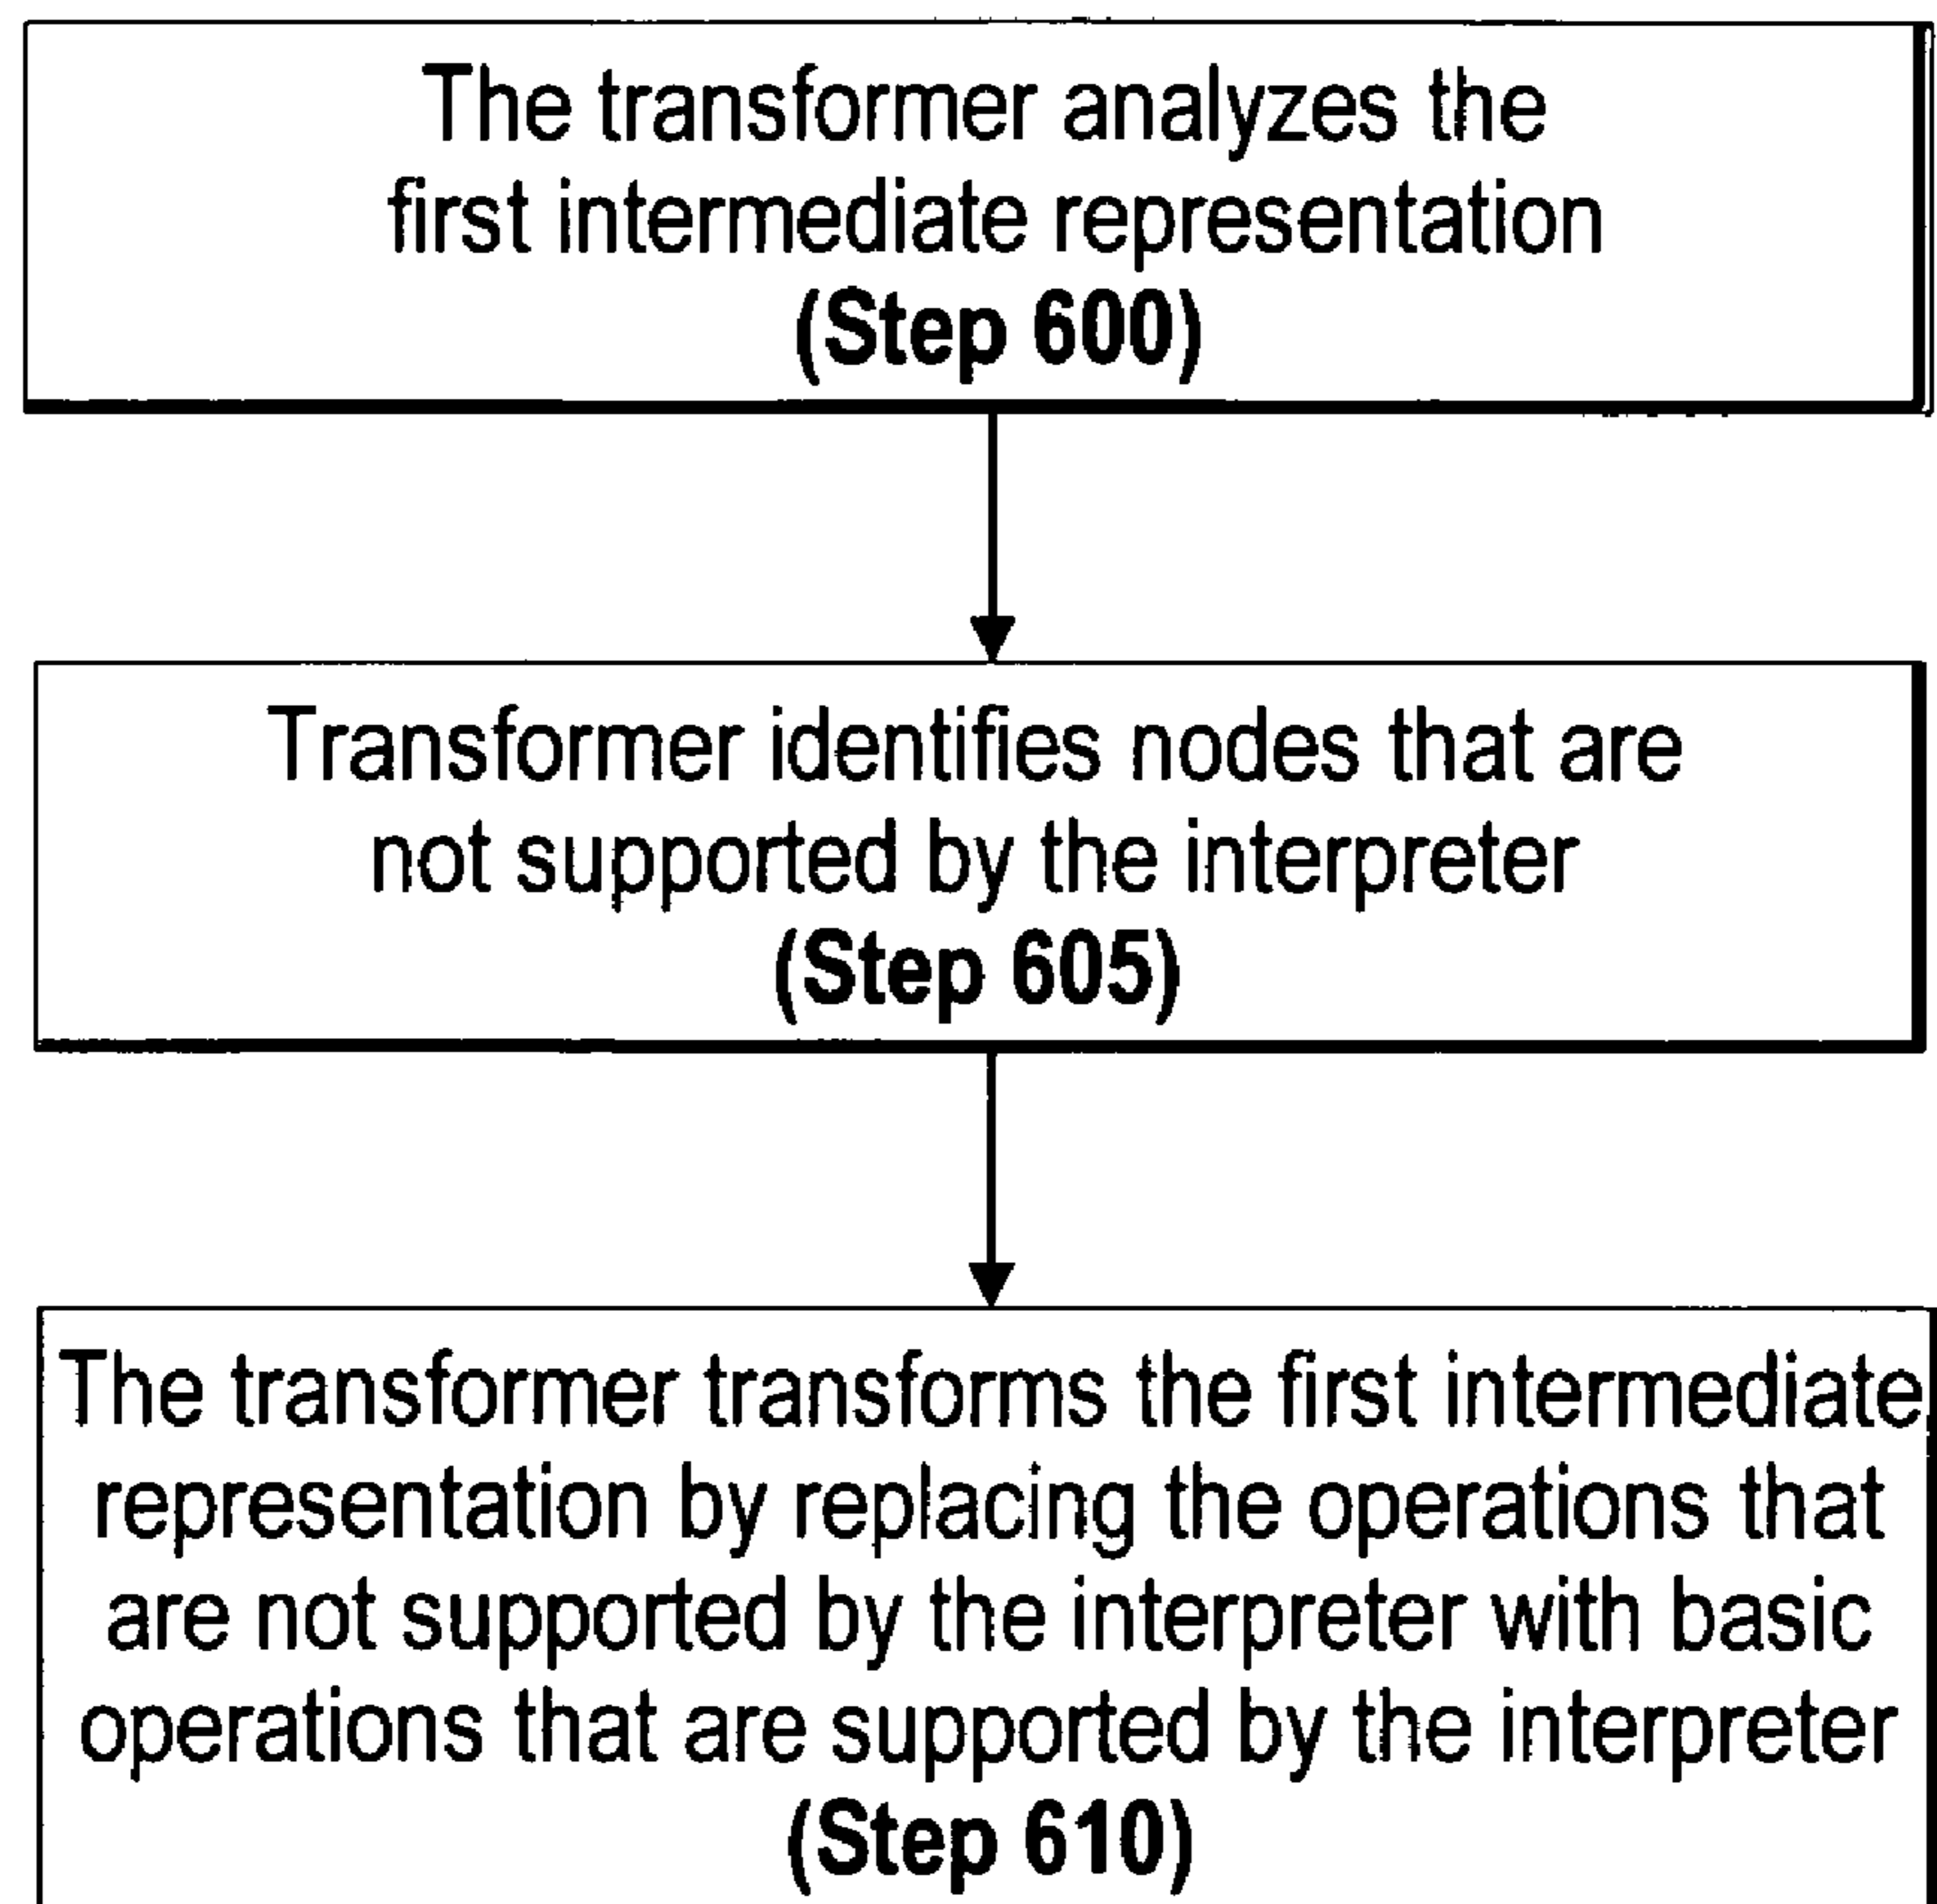 The transformer analyzes the
first intermediate representation
(Step 600)
Transformer identifies nodes that are
not supported by the interpreter
(Step 605)
The transformer transforms the first intermediate
representation by replacing the operations that
are not supported by the interpreter with basic
operations that are supported by the interpreter
(Step 610)